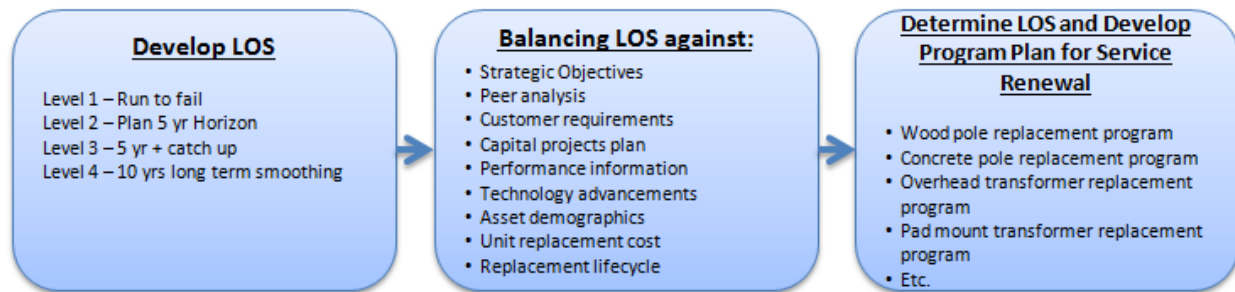 Develop LOS
Level 1 – Run to fail
Level 2 – Plan 5 yr Horizon
Level 3 – 5 yr + catch up
Level 4 – 10 yrs long term smoothing
Balancing LOS against:
• Strategic Objectives
• Peer analysis
• Customer requirements
• Capital projects plan
• Performance information
• Technology advancements
• Asset demographics
• Unit replacement cost
• Replacement lifecycle
Determine LOS and Develop
Program Plan for Service
Renewal
• Wood pole replacement program
• Concrete pole replacement program
• Overhead transformer replacement
program
• Pad mount transformer replacement
program
• Etc.